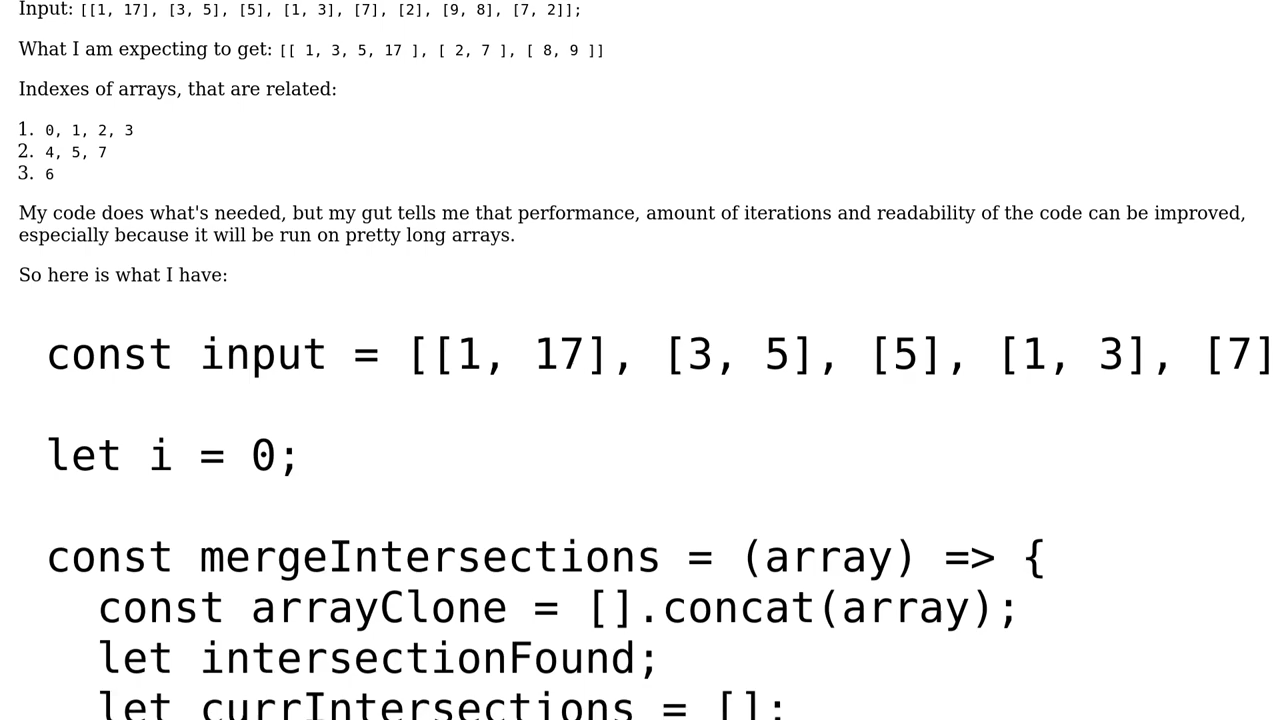 Input: [[1, 17], [3, 5], [5], [1, 3], [7], [2], [9, 8], [7, 2]];
What I am expecting to get: [[ 1, 3, 5, 17 ], [ 2, 7 ], [ 8, 9 ]]
Indexes of arrays, that are related:
1. 0, 1, 2, 3
2. 4, 5, 7
3. 6
My code does what's needed, but my gut tells me that performance, amount of iterations and readability of the code can be improved,
especially because it will be run on pretty long arrays.
So here is what I have:
const input = [[1, 17], [3, 5], [5], [1, 3], [7]
let i = 0;
const mergeIntersections = (array) => {
const arrayClone = [].concat(array);
let intersectionFound;
let currIntersections = [];